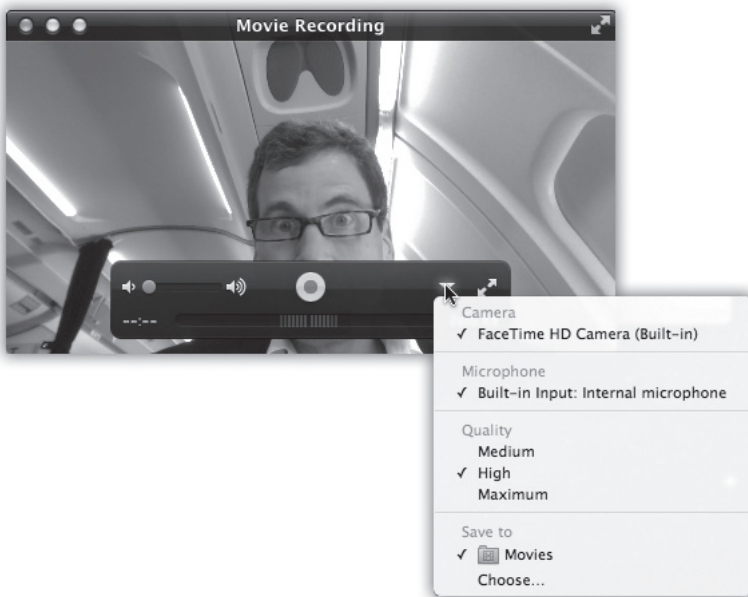 Movie Recording
--:--
Camera
✓ FaceTime HD Camera (Built-in)
Microphone
✓ Built-in Input: Internal microphone
Quality
Medium
✓ High
Maximum
Save to
✓ Movies
Choose...